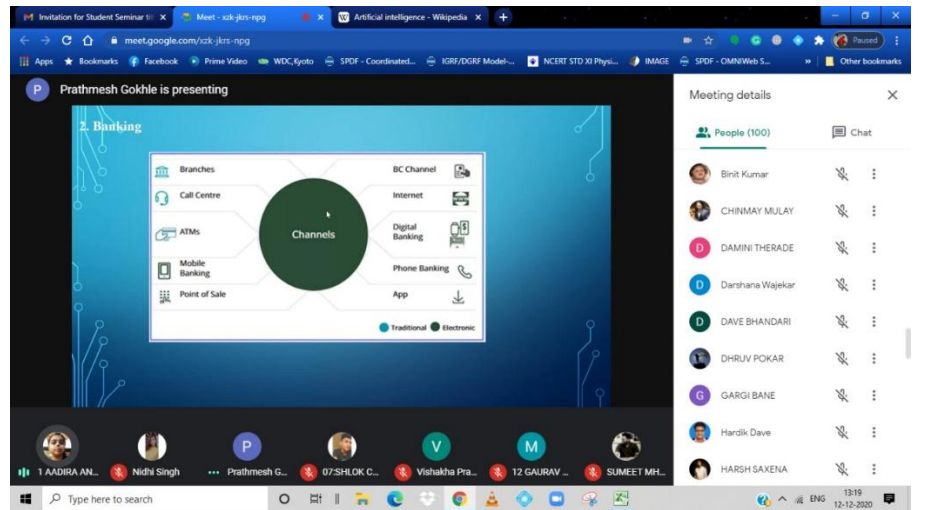 Invitation for Student Seminar tit
Meet - xzk-jkrs-npg
Artificial intelligence - Wikipedia
meet.google.com/xzk-jkrs-npg
Paused
Apps
Bookmarks
Facebook
Prime Video
WDC,Kyoto
SPDF - Coordinated...
IGRF/DGRF Model-...
NCERT STD XI Physi...
IMAGE
SPDF - OMNIWeb S...
Other bookmarks
P
Prathmesh Gokhle is presenting
2. Banking
Branches
Call Centre
ATMs
Mobile
Banking
Point of Sale
Channels
BC Channel
Internet
Digital
Banking
Phone Banking
App
Traditional
Electronic
Meeting details
People (100)
Chat
Binit Kumar
CHINMAY MULAY
D
DAMINI THERADE
D
Darshana Wajekar
D
DAVE BHANDARI
DHRUV POKAR
G
GARGI BANE
Hardik Dave
HARSH SAXENA
P
V
M
1 AADIRA AN...
Nidhi Singh
Prathmesh G...
07:SHLOK C...
Vishakha Pra...
12 GAURAV ...
SUMEET MH...
Type here to search
ENG
13:19
12-12-2020